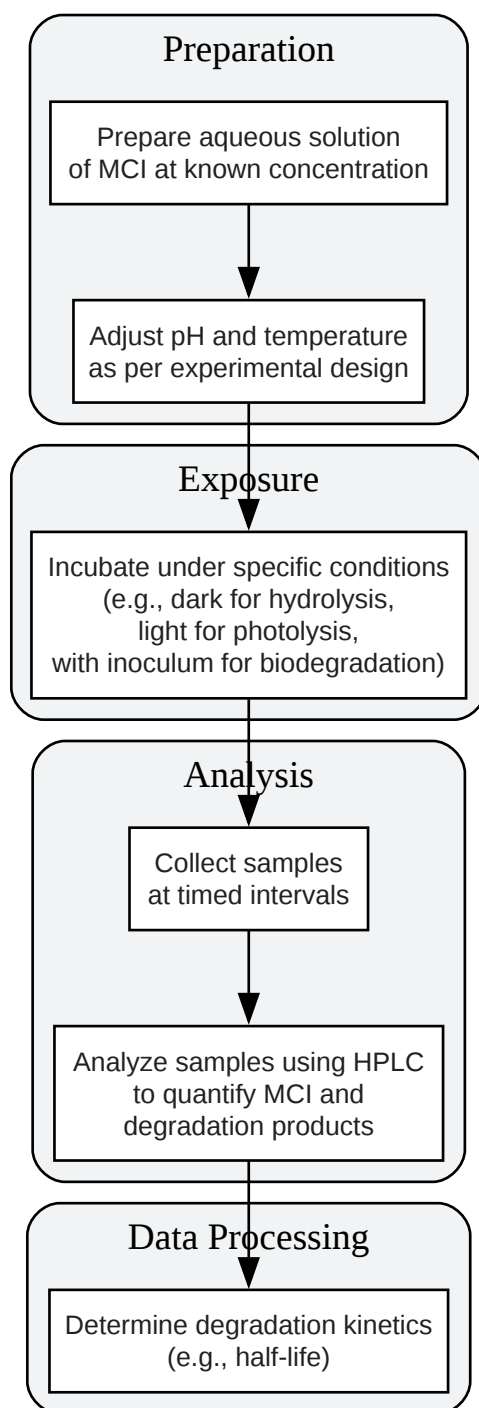 Preparation
Prepare aqueous solution
of MCI at known concentration
Adjust pH and temperature
as per experimental design
Exposure
Incubate under specific conditions
(e.g., dark for hydrolysis,
light for photolysis,
with inoculum for biodegradation)
Analysis
Collect samples
at timed intervals
Analyze samples using HPLC
to quantify MCI and
degradation products
Data Processing
Determine degradation kinetics
(e.g., half-life)